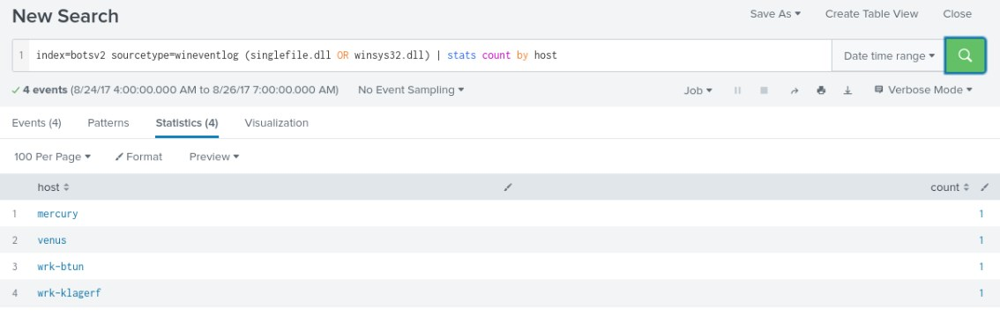 New Search
Save As Create Table View Close
1 index=botsv2 sourcetype=wineventlog (singlefile.dll OR winsys32.dll) | stats count by host
Date time range
4 events (8/24/17 4:00:00.000 AM to 8/26/17 7:00:00.000 AM) No Event Sampling Job Verbose Mode
Events (4) Patterns Statistics (4) Visualization
100 Per Page Format Preview
host count
1 mercury 1
2 venus 1
3 wrk-btun 1
4 wrk-klagerf 1